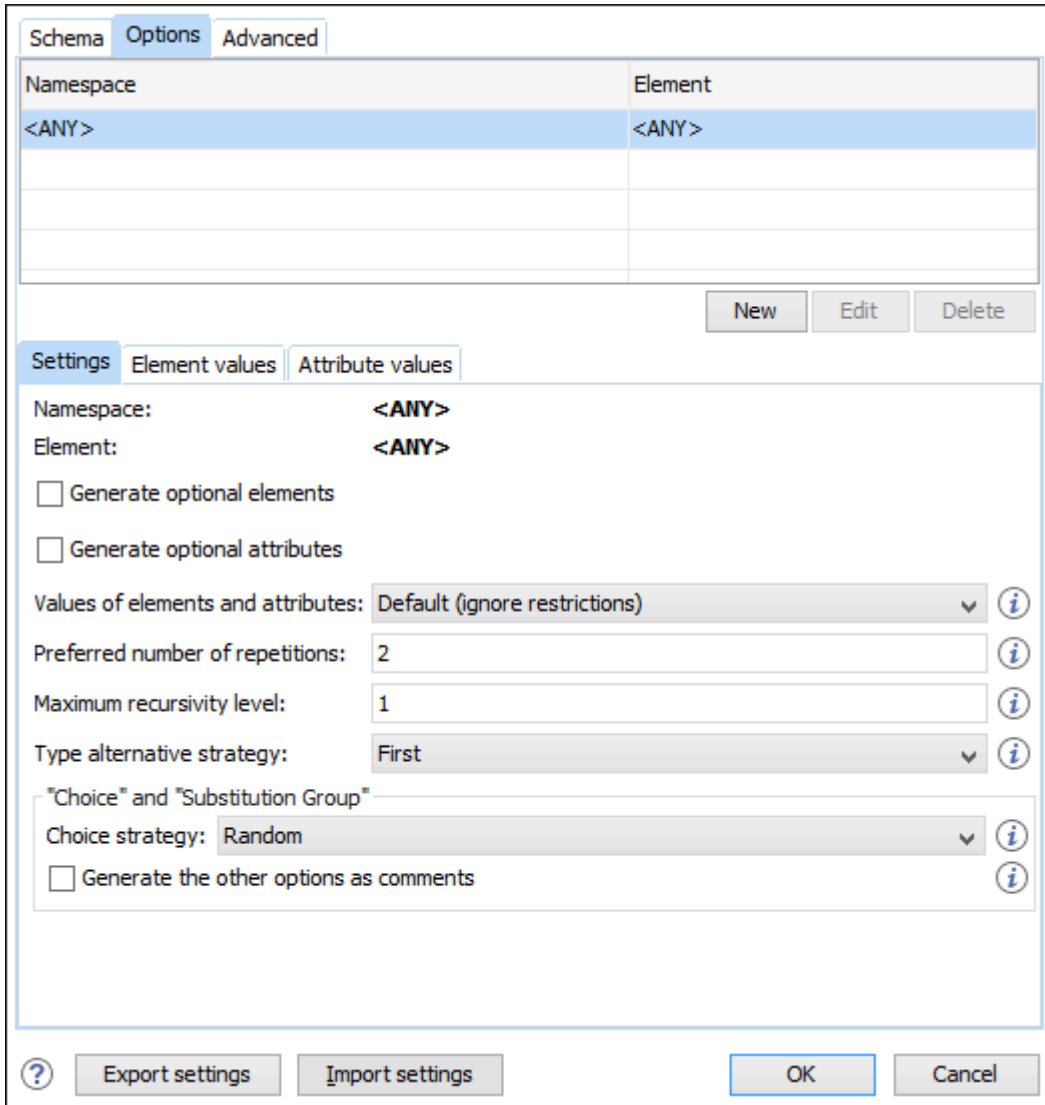 Schema Options Advanced
Namespace Element
<ANY> <ANY>
New Edit Delete
Settings Element values Attribute values
Namespace: <ANY>
Element: <ANY>
Generate optional elements
Generate optional attributes
Values of elements and attributes: Default (ignore restrictions)
Preferred number of repetitions: 2
Maximum recursivity level: 1
Type alternative strategy: First
"Choice" and "Substitution Group"
Choice strategy: Random
Generate the other options as comments
? Export settings Import settings OK Cancel